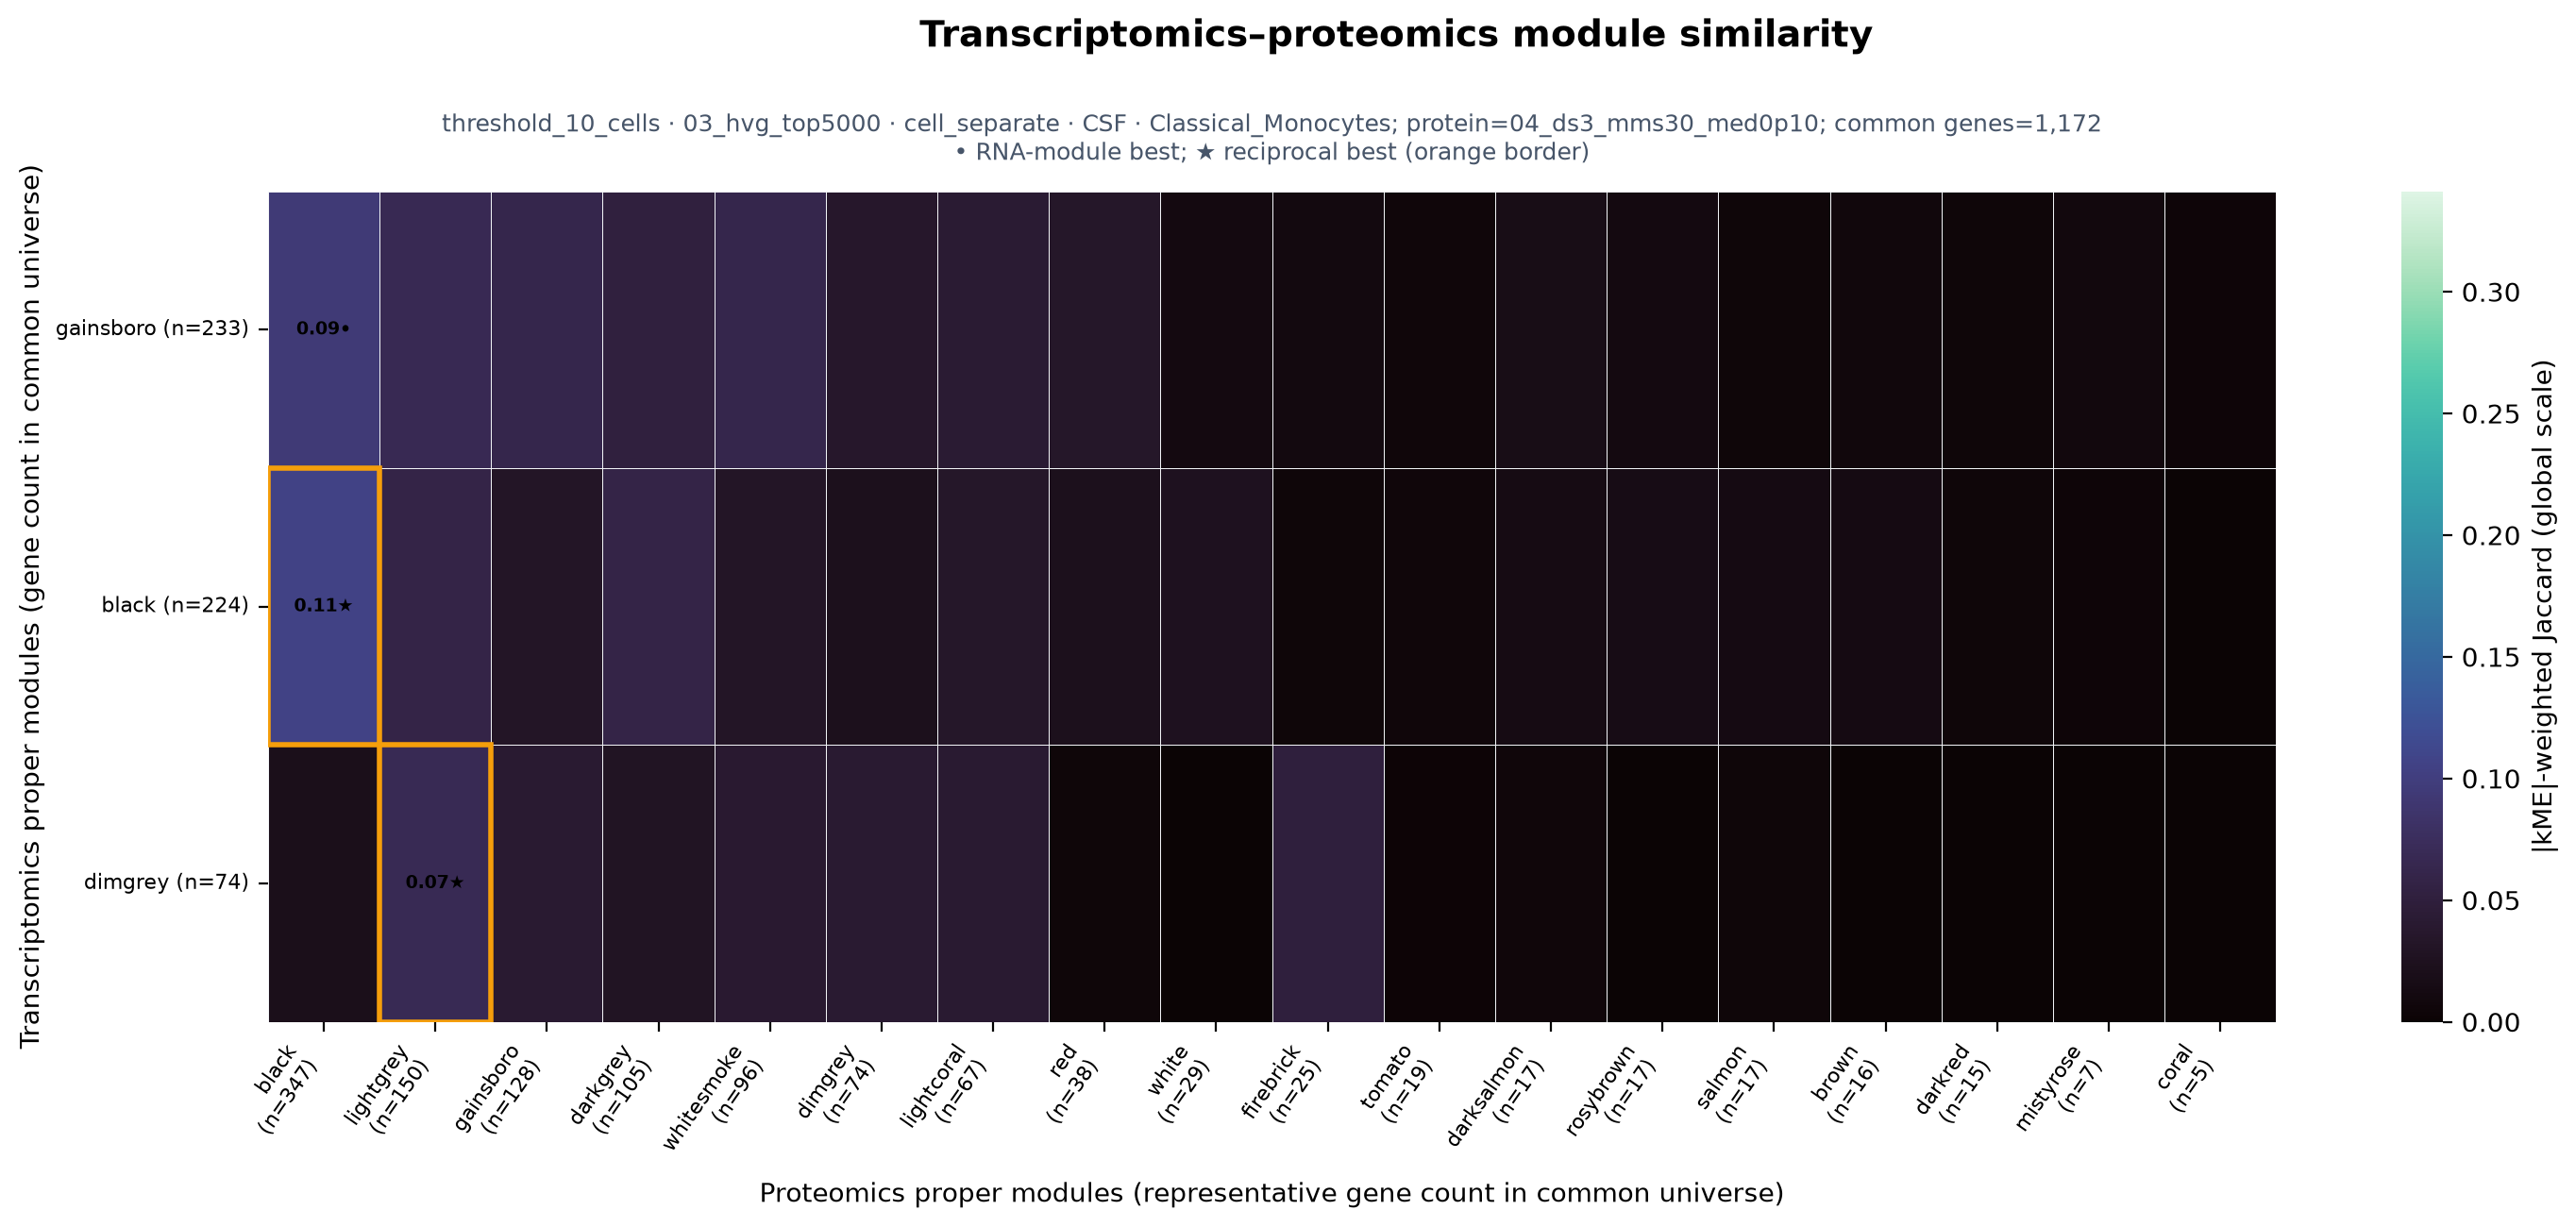 Transcriptomics–proteomics module similarity
threshold_10_cells · 03_hvg_top5000 · cell_separate · CSF · Classical_Monocytes; protein=04_ds3_mms30_med0p10; common genes=1,172
• RNA-module best; ★ reciprocal best (orange border)
Transcriptomics proper modules (gene count in common universe)
gainsboro (n=233)
black (n=224)
dimgrey (n=74)
0.09•
0.11★
0.07★
black
(n=347)
lightgrey
(n=150)
gainsboro
(n=128)
darkgrey
(n=105)
whitesmoke
(n=96)
dimgrey
(n=74)
lightcoral
(n=67)
red
(n=38)
white
(n=29)
firebrick
(n=25)
tomato
(n=19)
darksalmon
(n=17)
rosybrown
(n=17)
salmon
(n=17)
brown
(n=16)
darkred
(n=15)
mistyrose
(n=7)
coral
(n=5)
Proteomics proper modules (representative gene count in common universe)
0.30
0.25
0.20
0.15
0.10
0.05
0.00
|kME|-weighted Jaccard (global scale)